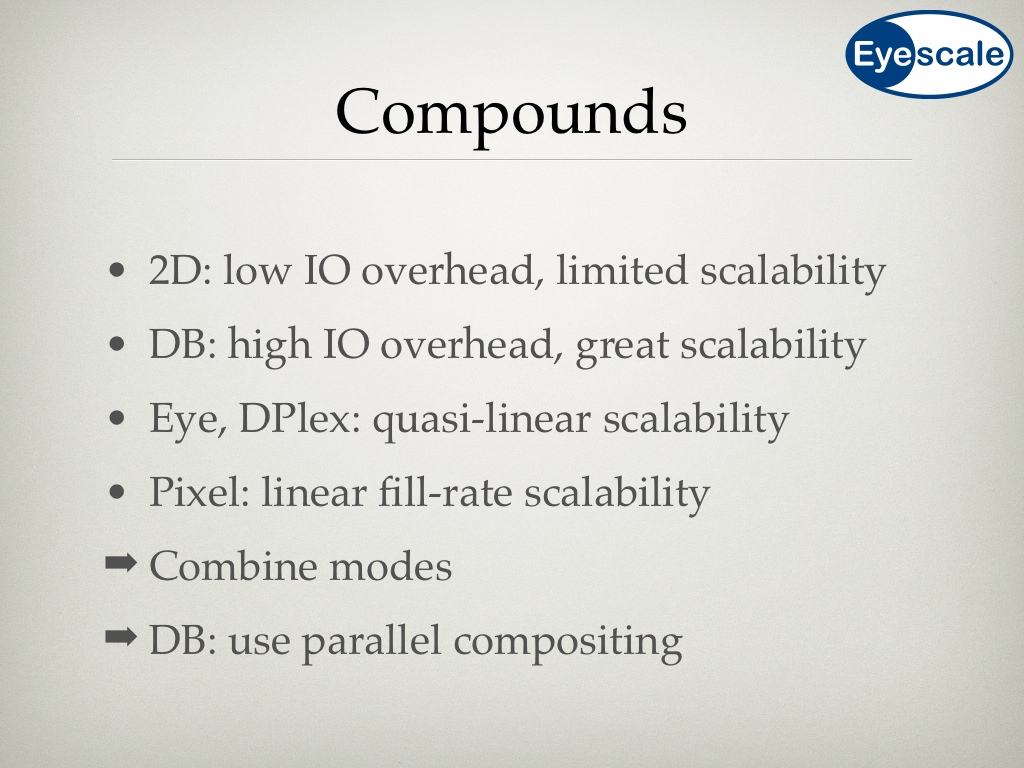 Eyescale
Compounds
• 2D: low IO overhead, limited scalability
• DB: high IO overhead, great scalability
• Eye, DPlex: quasi-linear scalability
• Pixel: linear fill-rate scalability
➡ Combine modes
➡ DB: use parallel compositing